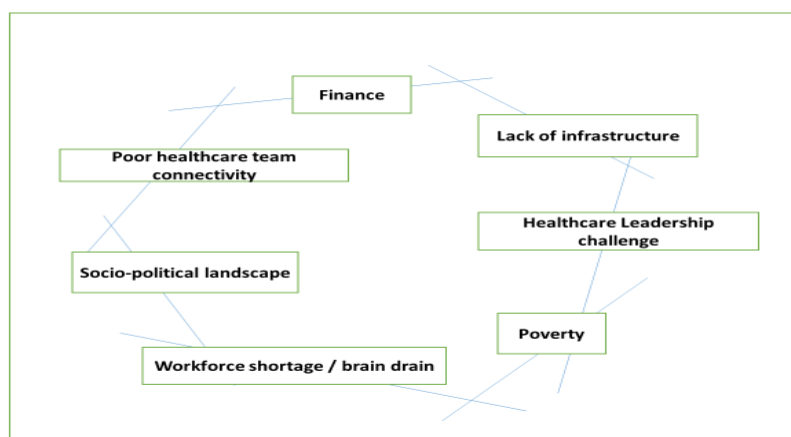 Finance
Lack of infrastructure
Poor healthcare team
connectivity
Healthcare Leadership
challenge
Socio-political landscape
Poverty
Workforce shortage / brain drain